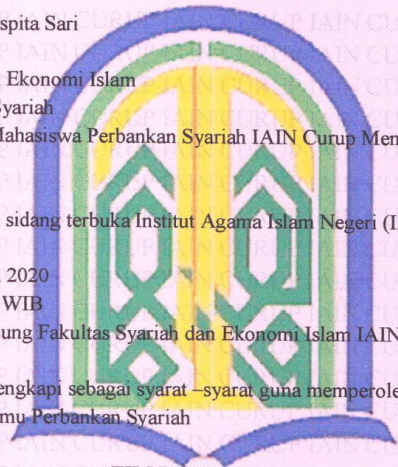 spita Sari
Ekonomi Islam
Syariah
Mahasiswa Perbankan Syariah IAIN Curup Men
sidang terbuka Institut Agama Islam Negeri (I
2020
WIB
ung Fakultas Syariah dan Ekonomi Islam IAIN
engkapi sebagai syarat –syarat guna memperole
mu Perbankan Syariah